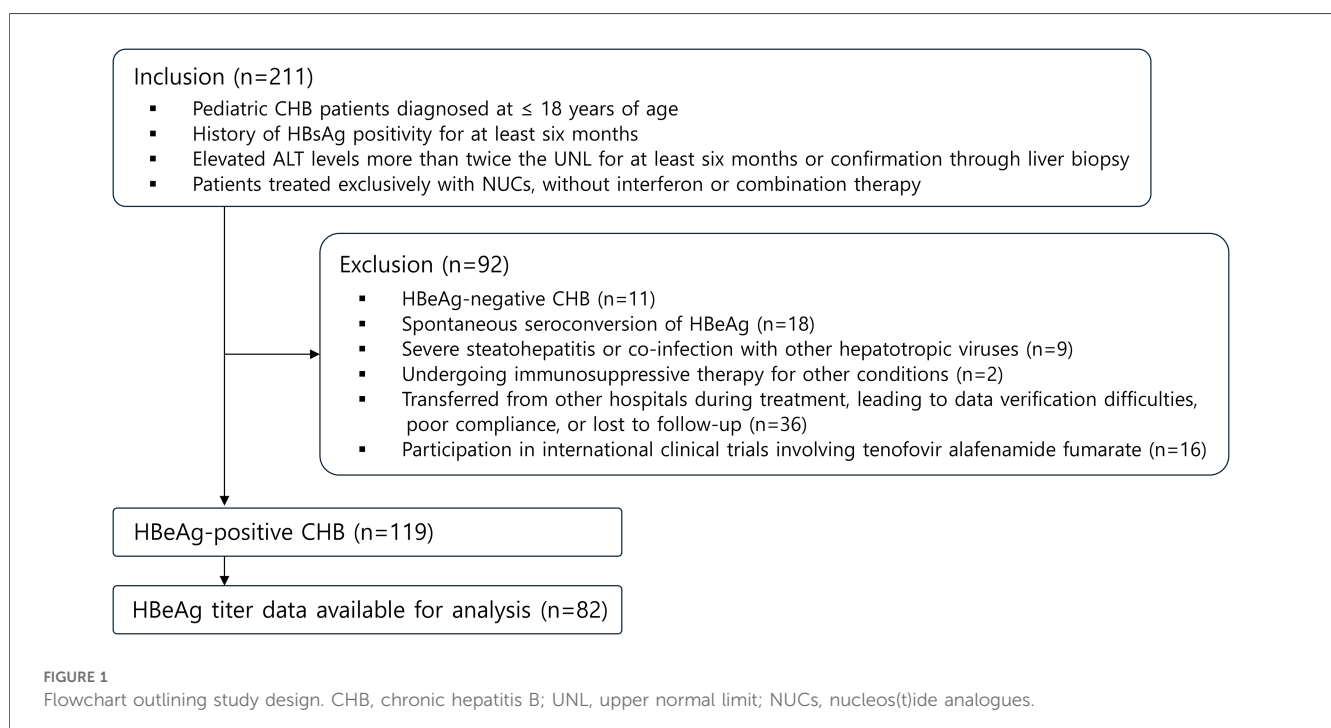 Inclusion (n=211)
▪ Pediatric CHB patients diagnosed at ≤ 18 years of age
▪ History of HBsAg positivity for at least six months
▪ Elevated ALT levels more than twice the UNL for at least six months or confirmation through liver biopsy
▪ Patients treated exclusively with NUCs, without interferon or combination therapy
Exclusion (n=92)
▪ HBeAg-negative CHB (n=11)
▪ Spontaneous seroconversion of HBeAg (n=18)
▪ Severe steatohepatitis or co-infection with other hepatotropic viruses (n=9)
▪ Undergoing immunosuppressive therapy for other conditions (n=2)
▪ Transferred from other hospitals during treatment, leading to data verification difficulties,
poor compliance, or lost to follow-up (n=36)
▪ Participation in international clinical trials involving tenofovir alafenamide fumarate (n=16)
HBeAg-positive CHB (n=119)
HBeAg titer data available for analysis (n=82)
FIGURE 1
Flowchart outlining study design. CHB, chronic hepatitis B; UNL, upper normal limit; NUCs, nucleos(t)ide analogues.